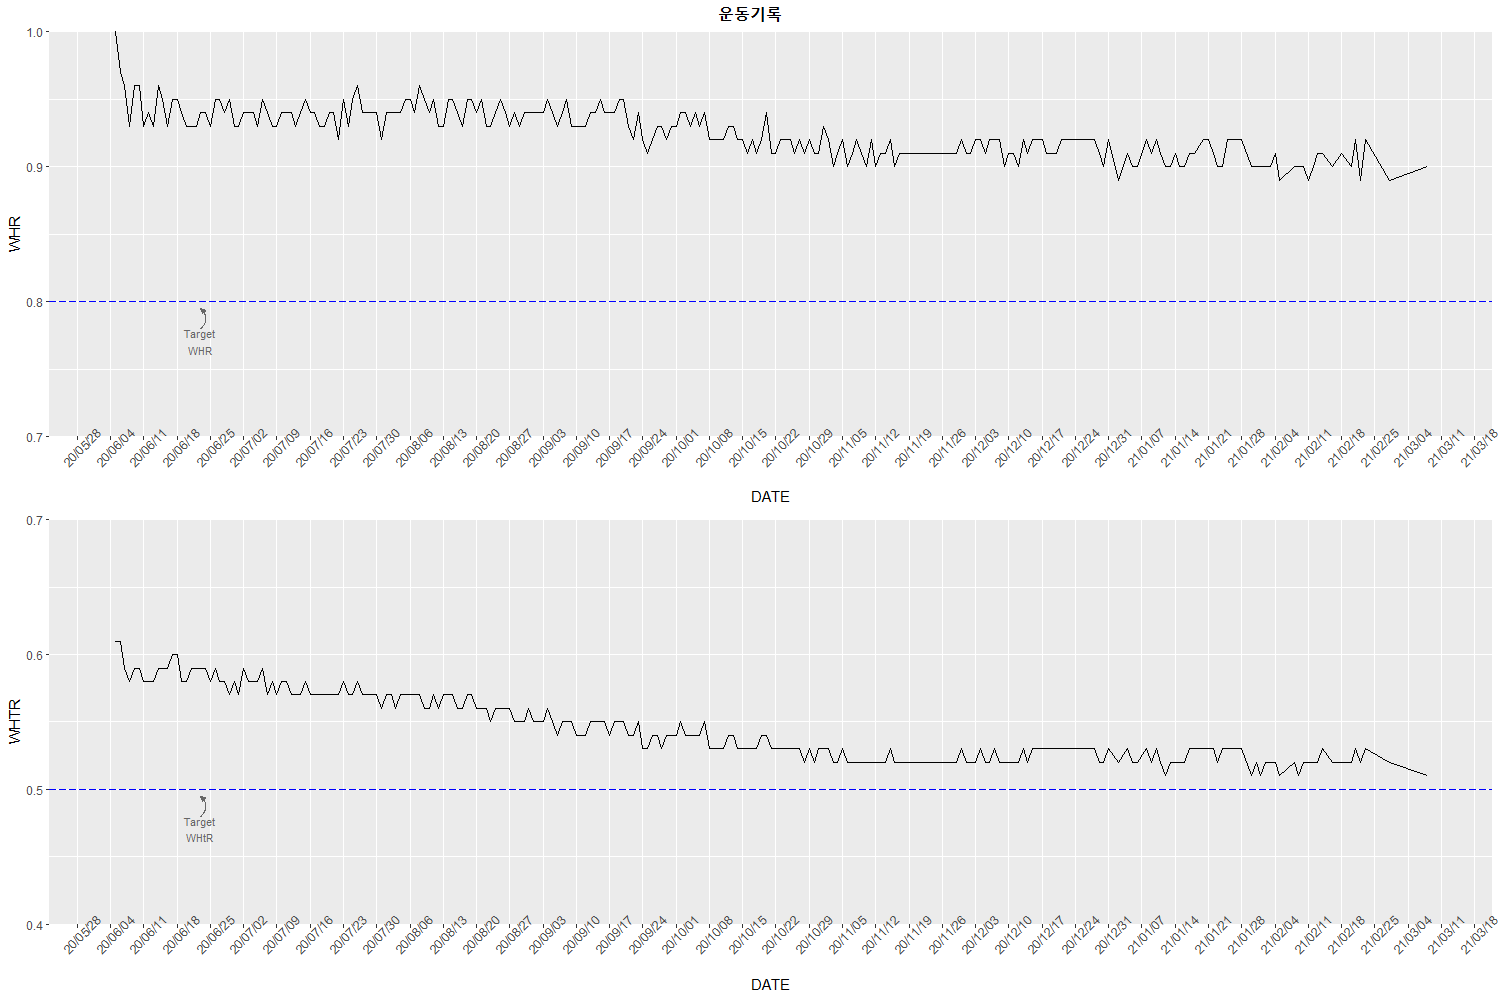 운동기록
1.0
0.9
WHR
0.8
Target
WHR
0.7
20/05/28 20/06/04 20/06/11 20/06/18 20/06/25 20/07/02 20/07/09 20/07/16 20/07/23 20/07/30 20/08/06 20/08/13 20/08/20 20/08/27 20/09/03 20/09/10 20/09/17 20/09/24 20/10/01 20/10/08 20/10/15 20/10/22 20/10/29 20/11/05 20/11/12 20/11/19 20/11/26 20/12/03 20/12/10 20/12/17 20/12/24 20/12/31 21/01/07 21/01/14 21/01/21 21/01/28 21/02/04 21/02/11 21/02/18 21/02/25 21/03/04 21/03/11 21/03/18
DATE
0.7
0.6
WHTR
0.5
Target
WHtR
0.4
20/05/28 20/06/04 20/06/11 20/06/18 20/06/25 20/07/02 20/07/09 20/07/16 20/07/23 20/07/30 20/08/06 20/08/13 20/08/20 20/08/27 20/09/03 20/09/10 20/09/17 20/09/24 20/10/01 20/10/08 20/10/15 20/10/22 20/10/29 20/11/05 20/11/12 20/11/19 20/11/26 20/12/03 20/12/10 20/12/17 20/12/24 20/12/31 21/01/07 21/01/14 21/01/21 21/01/28 21/02/04 21/02/11 21/02/18 21/02/25 21/03/04 21/03/11 21/03/18
DATE